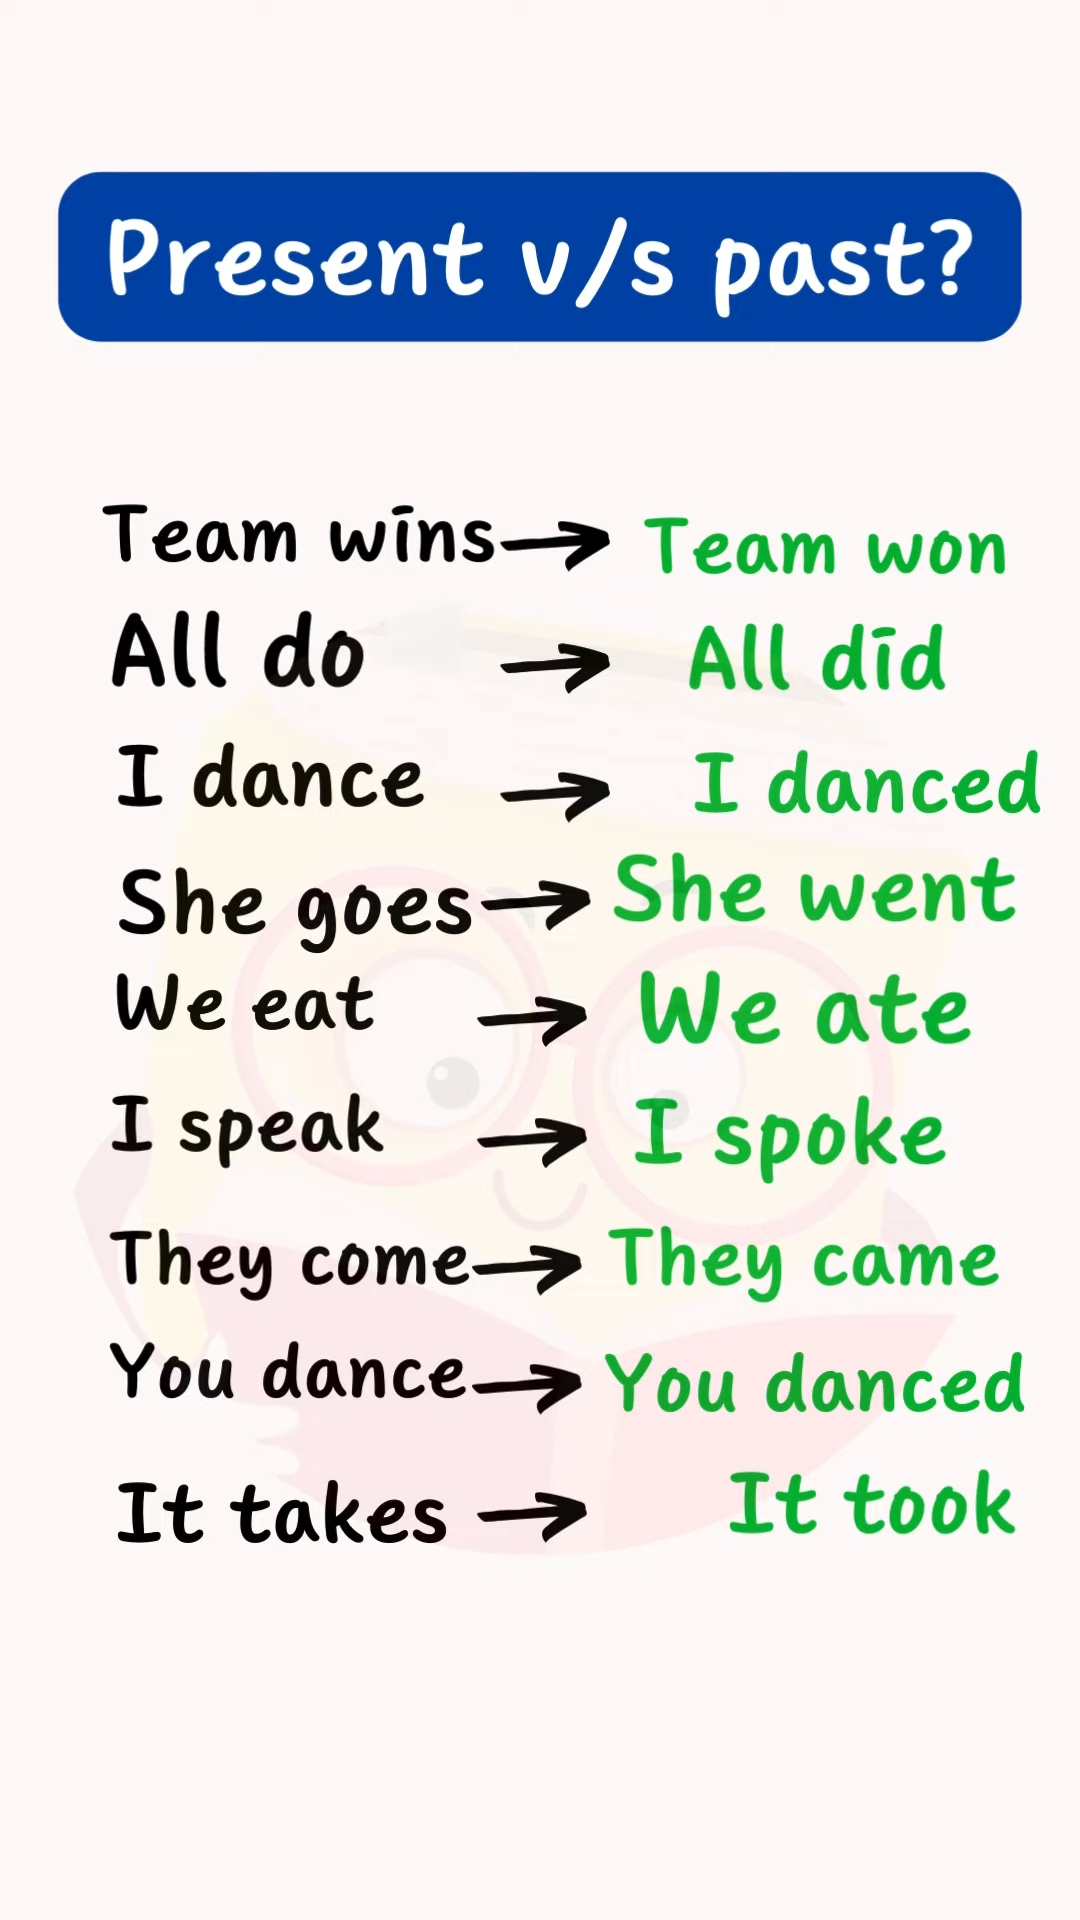 Present v/s past?
Team wins → Team won
All do → All did
I dance → I danced
She goes → She went
We eat → We ate
I speak → I spoke
They come → They came
You dance → You danced
It takes → It took